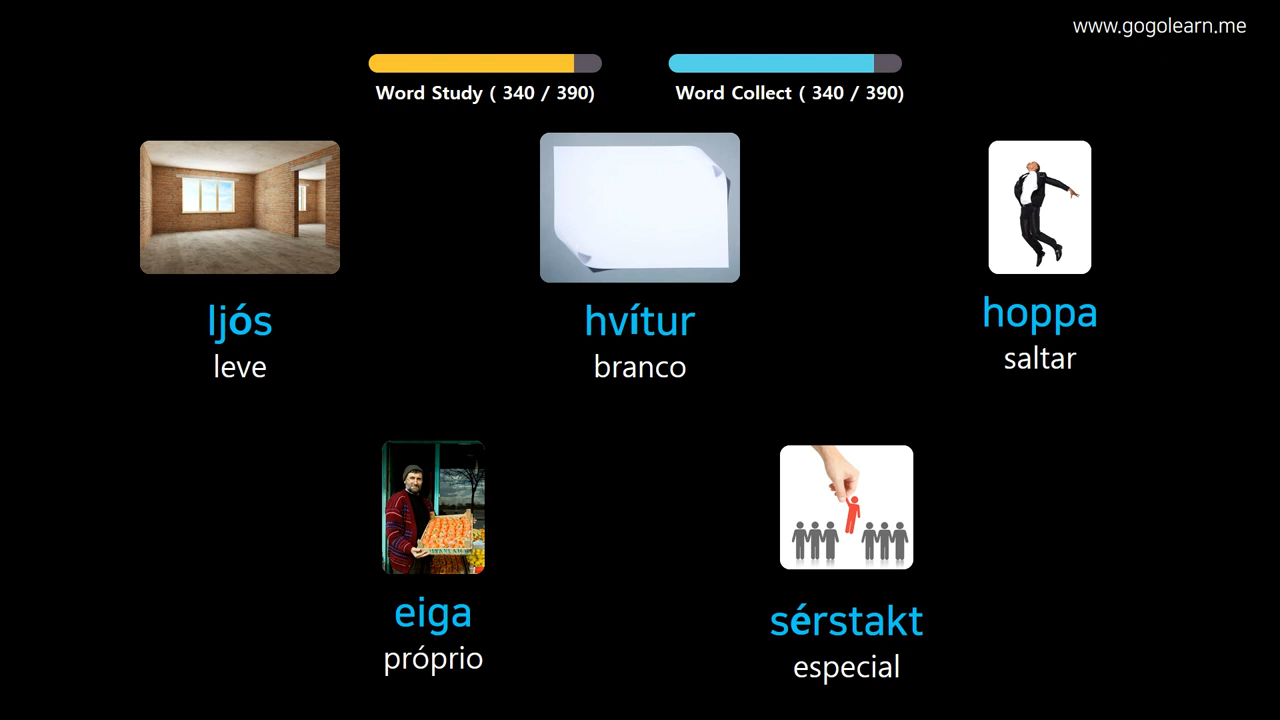 www.gogolearn.me
Word Study ( 340 / 390)
Word Collect ( 340 / 390)
ljós
leve
hvítur
branco
hoppa
saltar
eiga
próprio
sérstakt
especial